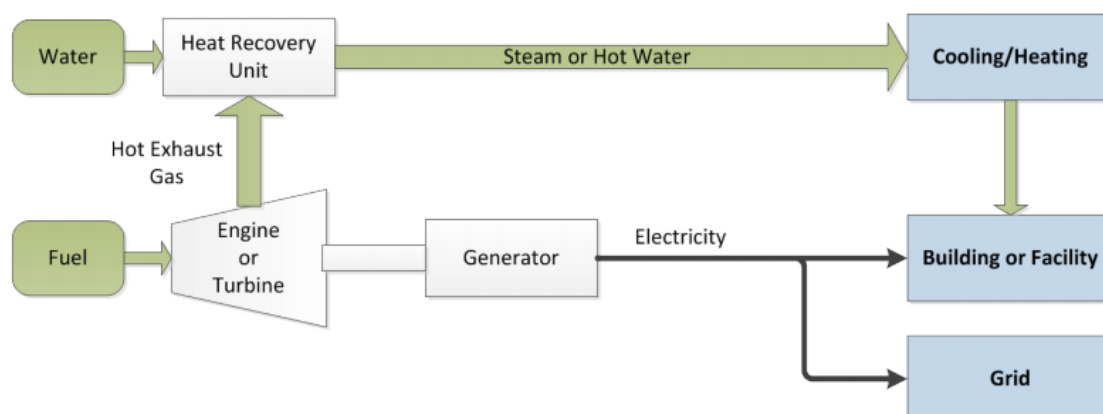 Water
Heat Recovery
Unit
Steam or Hot Water
Cooling/Heating
Hot Exhaust
Gas
Fuel
Engine
or
Turbine
Generator
Electricity
Building or Facility
Grid